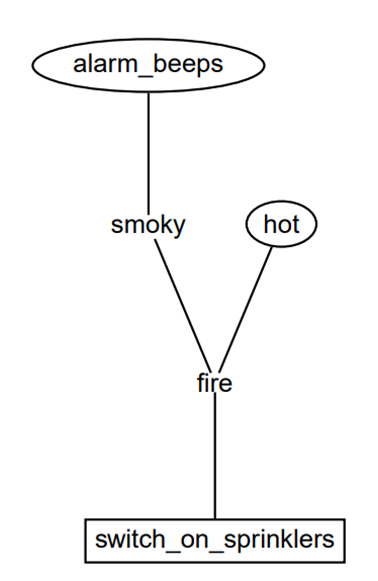 alarm_beeps
smoky
hot
fire
switch_on_sprinklers